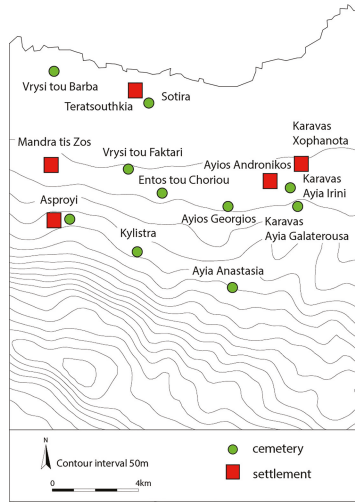 Vrysi tou Barba
Sotira
Teratsouthkia
Karavas
Xophanota
Mandra tis Zos
Vrysi tou Faktari
Ayios Andronikos
Entos tou Choriou
Karavas
Ayia Irini
Asproyi
Ayios Georgios
Karavas
Ayia Galaterousa
Kylistra
Ayia Anastasia
N
Contour interval 50m
0 4km
cemetery
settlement